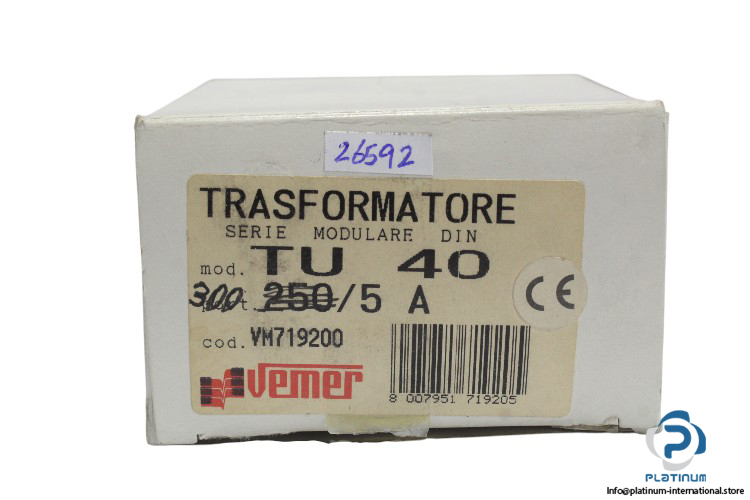 26592
TRASFORMATORE
SERIE MODULARE DIN
mod. TU 40
300 250/5 A
cod. VM719200
Vemer
8 007951 719205
CE
PLATINUM
Info@platinum-international.store